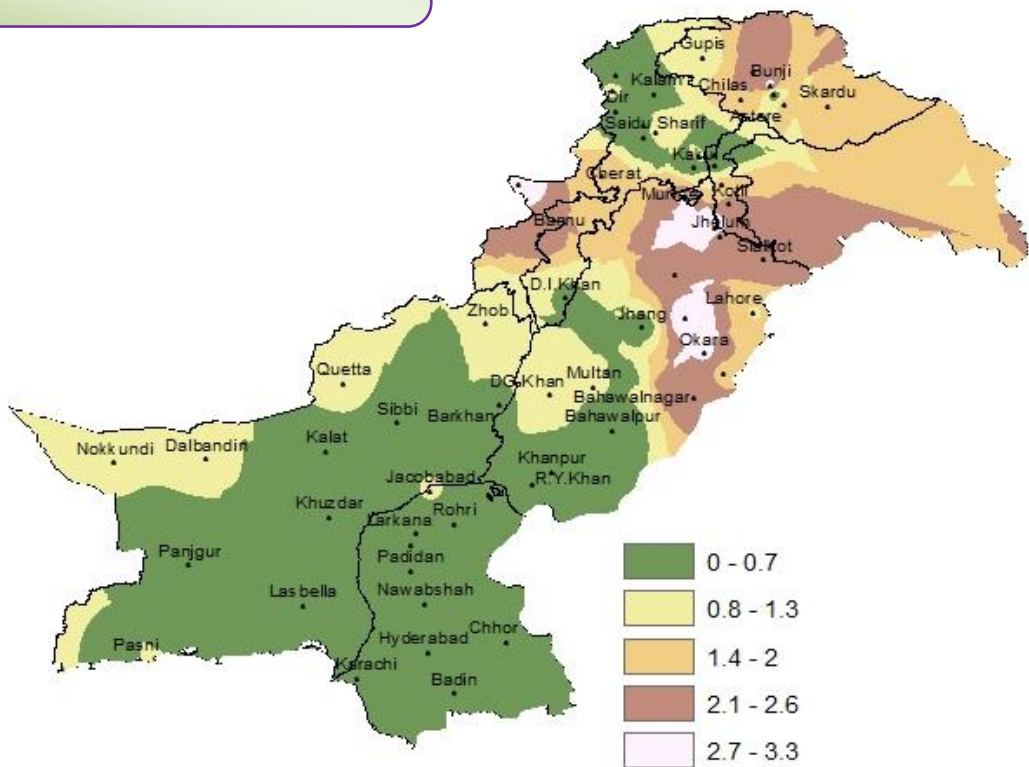 Gupis
Bunji
Kalam
Chilas
Skardu
Dir
Astore
Saidu Sharif
Kakul
Cherat
Kotli
Bannu
Jhelum
Sialkot
D.I.Khan
Lahore
Zhob
Jhang
Okara
Quetta
DG.Khan
Multan
Bahawalnagar
Sibbi
Barkhan
Bahawalpur
Kalat
Nokkundi
Dalbandin
Khanpur
Jacobabad
R.Y.Khan
Khuzdar
Rohri
Larkana
Panjgur
Padidan
Lasbella
Nawabshah
Chhor
Pasni
Hyderabad
Karachi
Badin
0 - 0.7
0.8 - 1.3
1.4 - 2
2.1 - 2.6
2.7 - 3.3